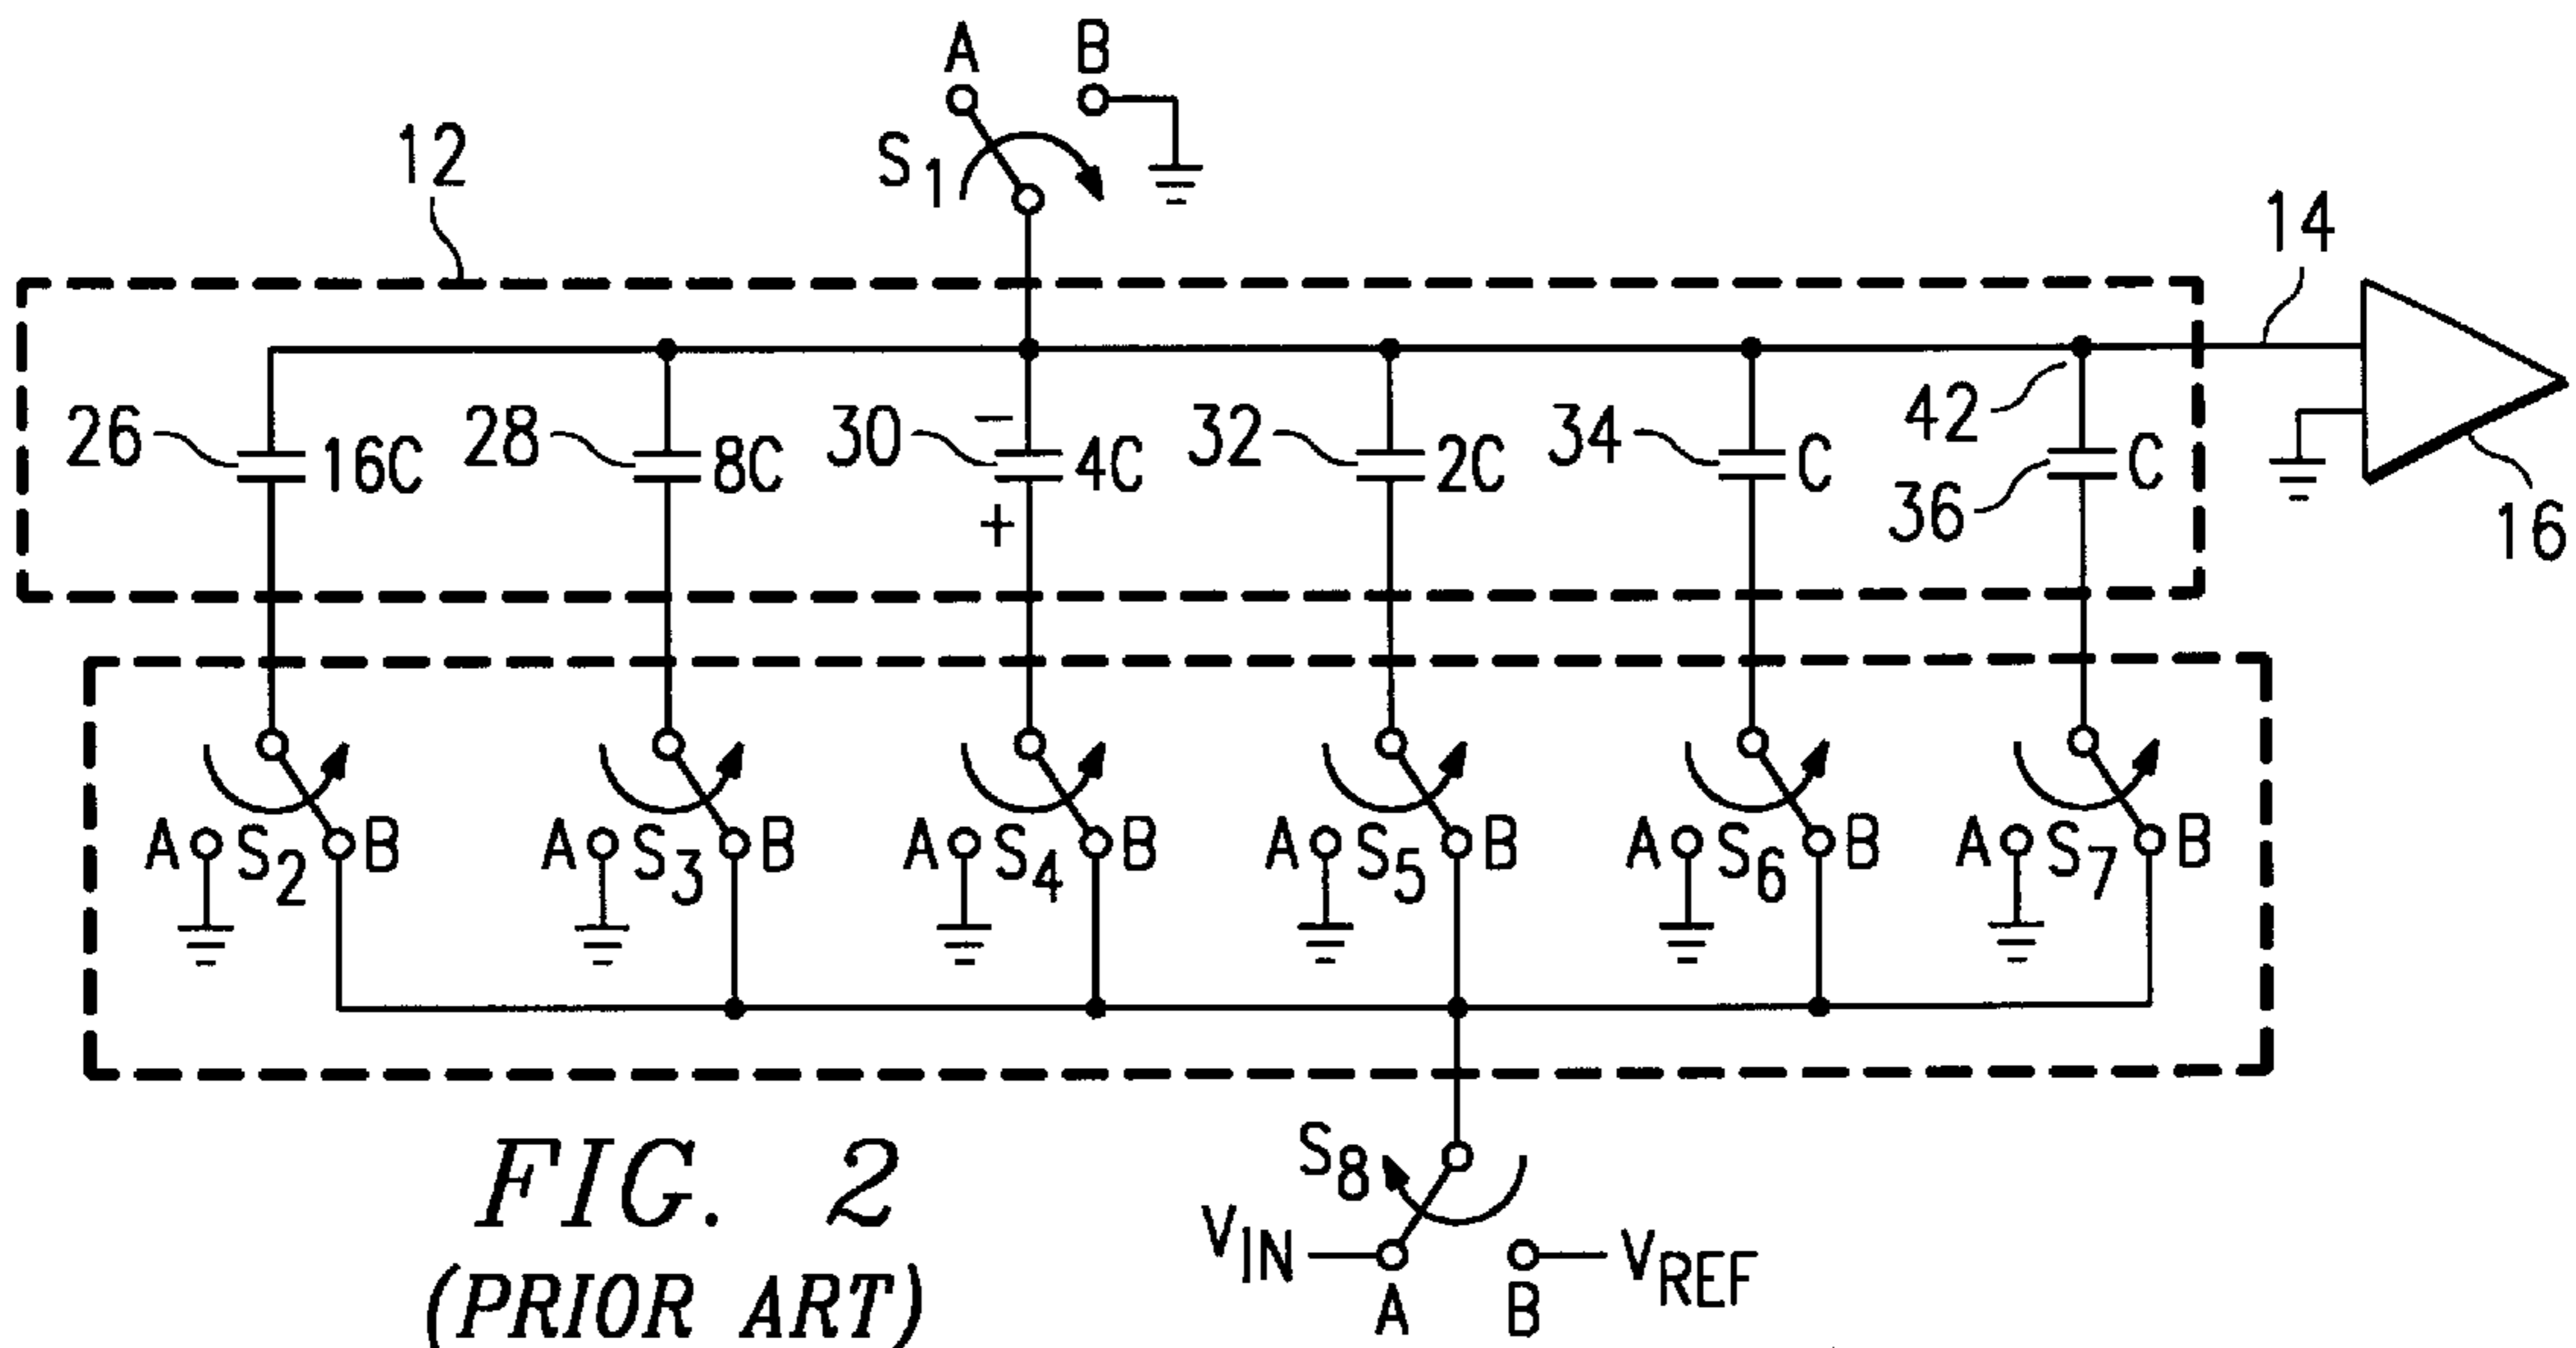 A B
S1
12
14
26 16C 28 8C 30 − 4C + 32 2C 34 C 42 36 C 16
A S2 B A S3 B A S4 B A S5 B A S6 B A S7 B
S8
VIN A B VREF
FIG. 2
(PRIOR ART)